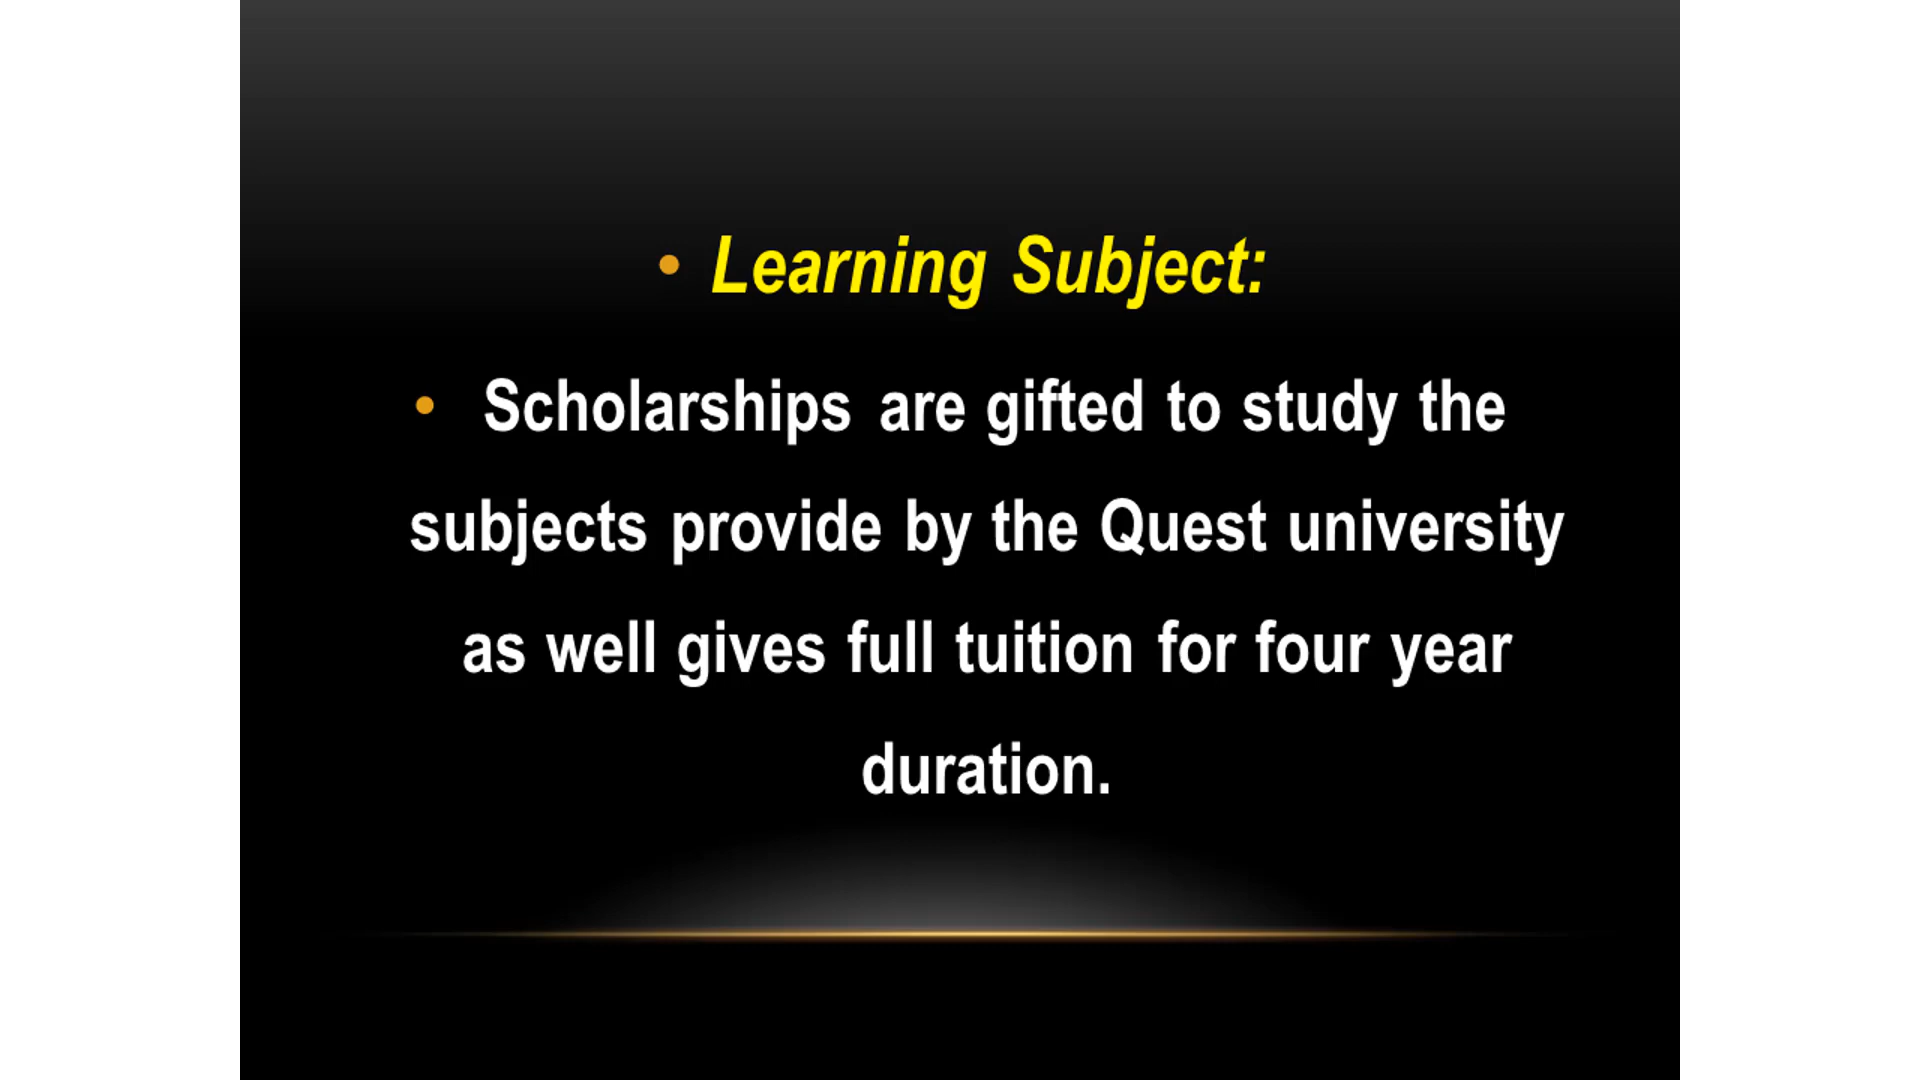 • Learning Subject:
• Scholarships are gifted to study the
subjects provide by the Quest university
as well gives full tuition for four year
duration.